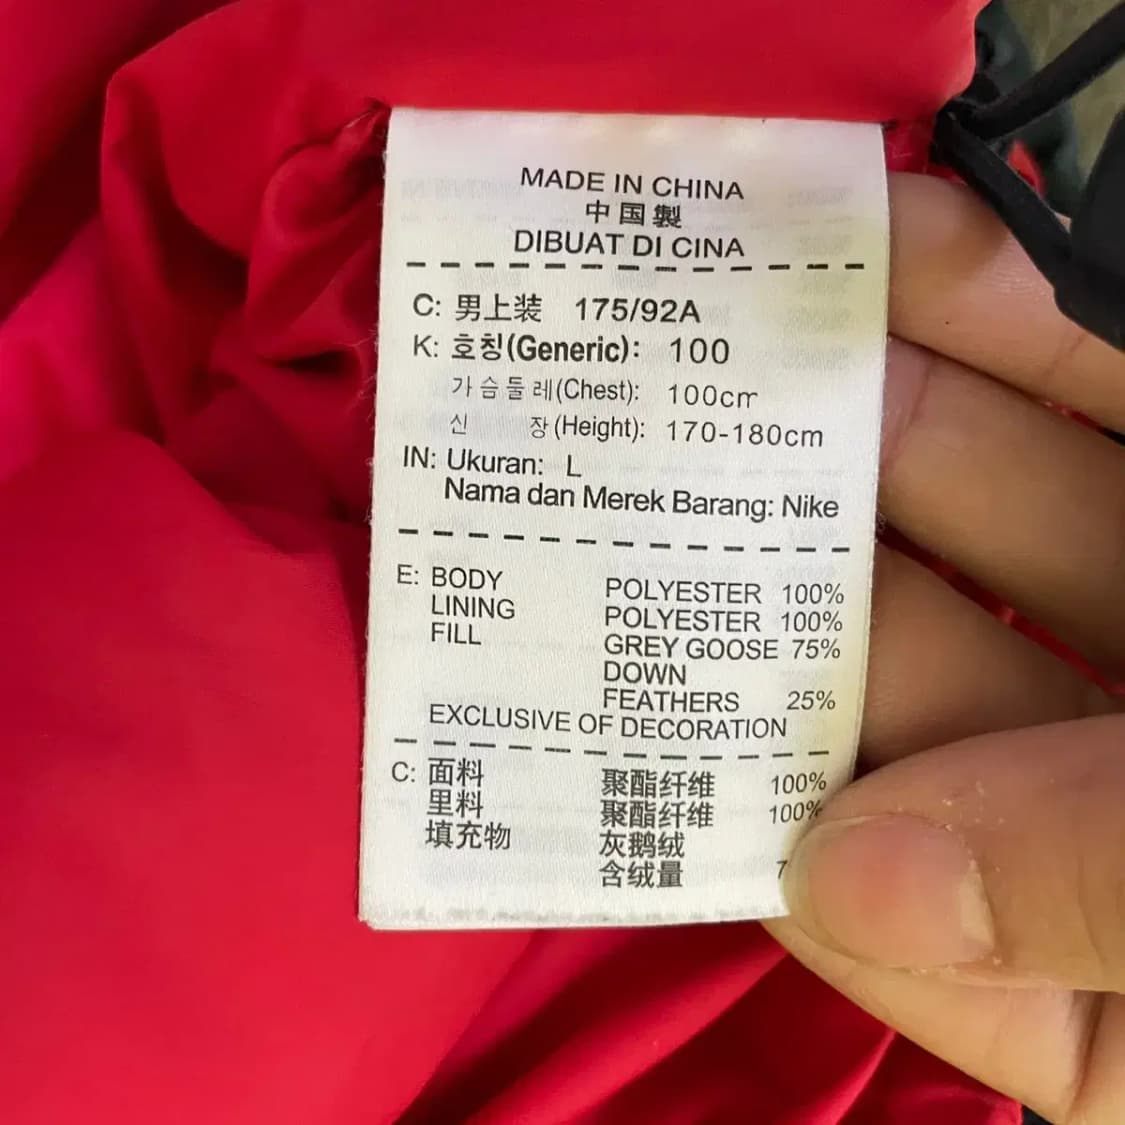 MADE IN CHINA
中国製
DIBUAT DI CINA
C: 男上装 175/92A
K: 호칭(Generic): 100
가슴둘레(Chest): 100cm
신 장(Height): 170-180cm
IN: Ukuran: L
Nama dan Merek Barang: Nike
E: BODY POLYESTER 100%
LINING POLYESTER 100%
FILL GREY GOOSE 75%
DOWN
FEATHERS 25%
EXCLUSIVE OF DECORATION
C: 面料 聚酯纤维 100%
里料 聚酯纤维 100%
填充物 灰鹅绒
含绒量